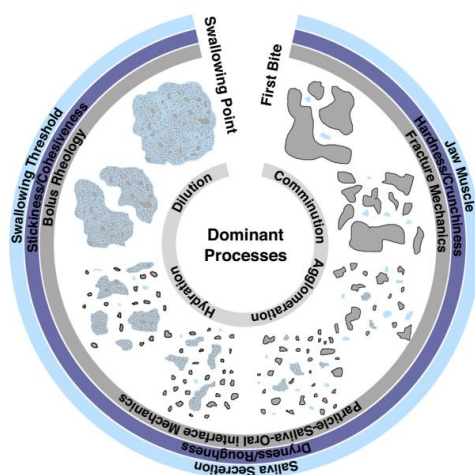 First Bite
Swallowing Point
Jaw Muscle
Hardness/Crunchiness
Fracture Mechanics
Swallowing Threshold
Stickiness/Cohesiveness
Bolus Rheology
Comminution
Agglomeration
Hydration
Dilution
Dominant
Processes
Particle-Saliva-Oral Interface Mechanics
Dryness/Roughness
Saliva Secretion